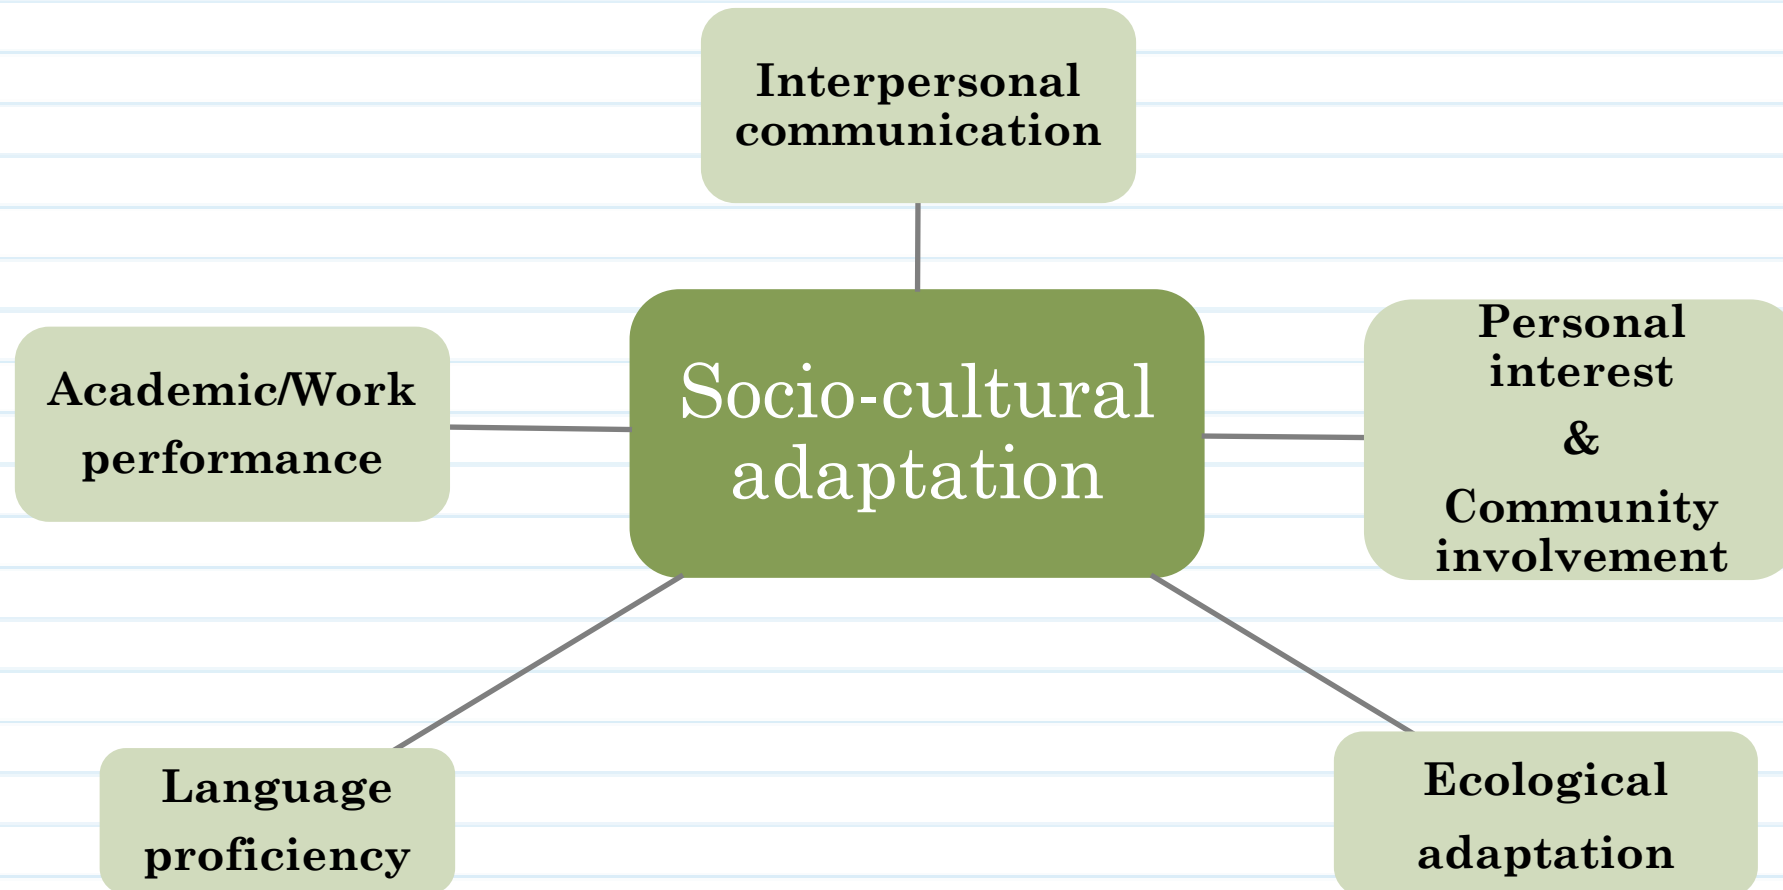 Interpersonal
communication
Socio-cultural
adaptation
Academic/Work
performance
Personal
interest
&
Community
involvement
Language
proficiency
Ecological
adaptation